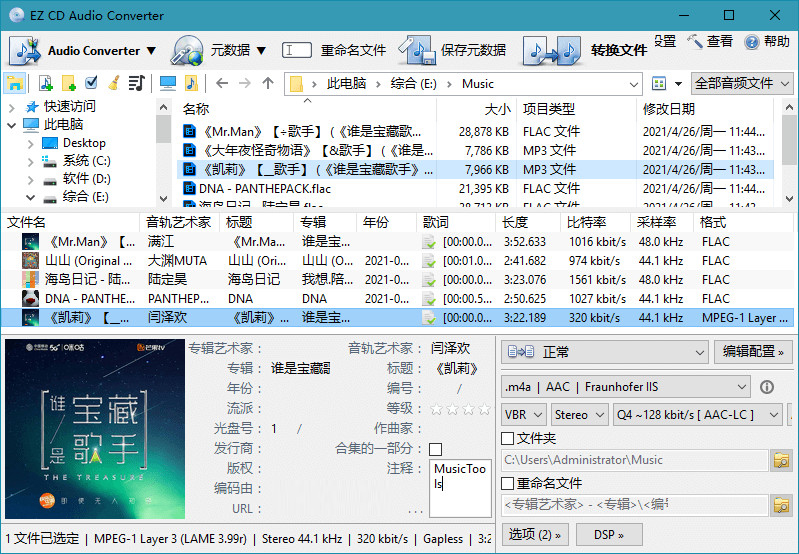 EZ CD Audio Converter
Audio Converter ▼ 元数据 ▼ 重命名文件 保存元数据 转换文件 设置 查看 帮助
此电脑 › 综合 (E:) › Music 全部音频文件
快速访问
此电脑
Desktop
系统 (C:)
软件 (D:)
综合 (E:)
名称 大小 项目类型 修改日期
《Mr.Man》【÷歌手】 (《谁是宝藏歌... 28,878 KB FLAC 文件 2021/4/26/周一 11:44...
《大年夜怪奇物语》【&歌手】 (《谁是... 7,786 KB MP3 文件 2021/4/26/周一 11:44...
《凯莉》【__歌手】 (《谁是宝藏歌手》... 7,966 KB MP3 文件 2021/4/26/周一 11:44...
DNA - PANTHEPACK.flac 21,395 KB FLAC 文件 2021/4/26/周一 11:43...
海岛日记 - 陆定昊.flac 38,712 KB FLAC 文件 2021/4/26/周一 11:43...
文件名 音轨艺术家 标题 专辑 年份 歌词 长度 比特率 采样率 格式
《Mr.Man》【... 满江 《Mr.Ma... 谁是宝... [00:00.0... 3:52.633 1016 kbit/s 48.0 kHz FLAC
山山 (Original ... 大渊MUTA 山山 (Ori... 山山 (O... 2021-0... [00:01.0... 2:41.682 974 kbit/s 44.1 kHz FLAC
海岛日记 - 陆... 陆定昊 海岛日记 我想.陪... 2021-0... [00:00.0... 3:23.076 1561 kbit/s 48.0 kHz FLAC
DNA - PANTHE... PANTHEP... DNA DNA 2021-0... [00:00.5... 2:50.625 1027 kbit/s 44.1 kHz FLAC
《凯莉》【__... 闫泽欢 《凯莉》... 谁是宝... [00:00.0... 3:22.189 320 kbit/s 44.1 kHz MPEG-1 Layer ...
中国移动 5G 咪咕 芒果TV
谁是宝藏歌手
THE TREASURE
专辑艺术家 :
专辑 : 谁是宝藏歌
年份 :
流派 :
光盘号 : 1 /
发行商 :
版权 :
编码由 :
URL : ...
音轨艺术家 : 闫泽欢
标题 : 《凯莉》
编号 : /
等级 :
作曲家 :
合集的一部分 :
注释 : MusicToo
ls
正常 编辑配置 »
.m4a | AAC | Fraunhofer IIS
VBR Stereo Q4 ~128 kbit/s [ AAC-LC ]
文件夹
C:\Users\Administrator\Music
重命名文件
<专辑艺术家> - <专辑>\<编号
选项 (2) » DSP »
1 文件已选定 | MPEG-1 Layer 3 (LAME 3.99r) | Stereo 44.1 kHz | 320 kbit/s | Gapless | 3:2